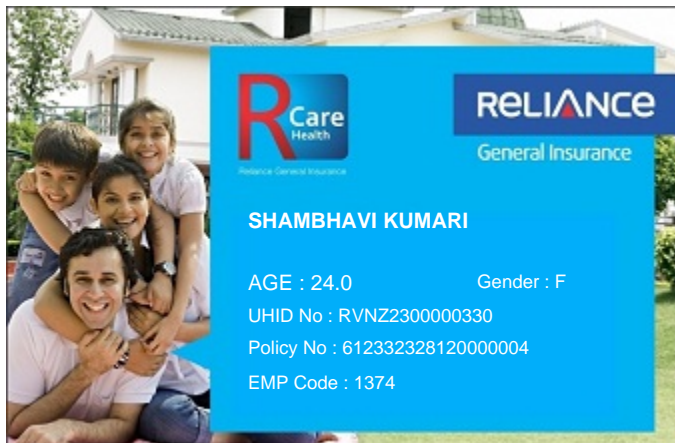 R Care
Health
Reliance General Insurance
RELIANCE
General Insurance
SHAMBHAVI KUMARI
AGE : 24.0 Gender : F
UHID No : RVNZ2300000330
Policy No : 612332328120000004
EMP Code : 1374